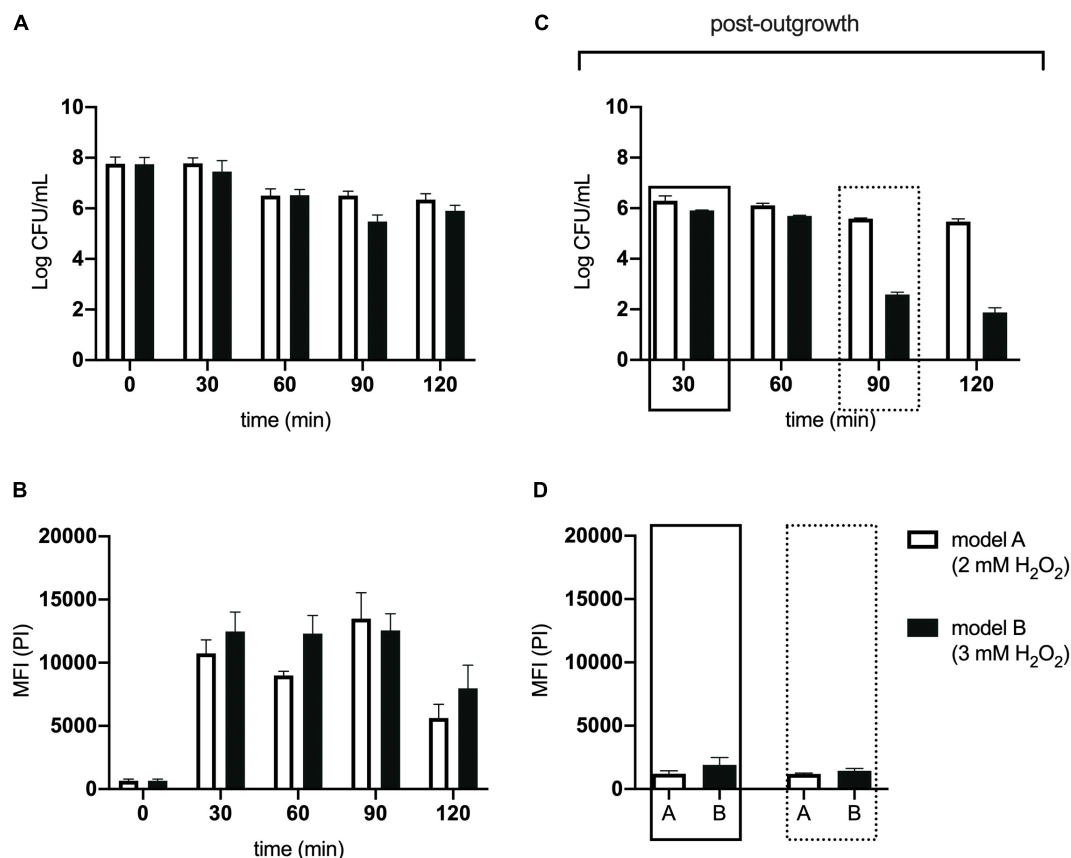 A
Log CFU/mL
10
8
6
4
2
0
0 30 60 90 120
time (min)
C
post-outgrowth
Log CFU/mL
10
8
6
4
2
0
30 60 90 120
time (min)
B
MFI (PI)
20000
15000
10000
5000
0
0 30 60 90 120
time (min)
D
MFI (PI)
20000
15000
10000
5000
0
A B A B
model A
(2 mM H₂O₂)
model B
(3 mM H₂O₂)